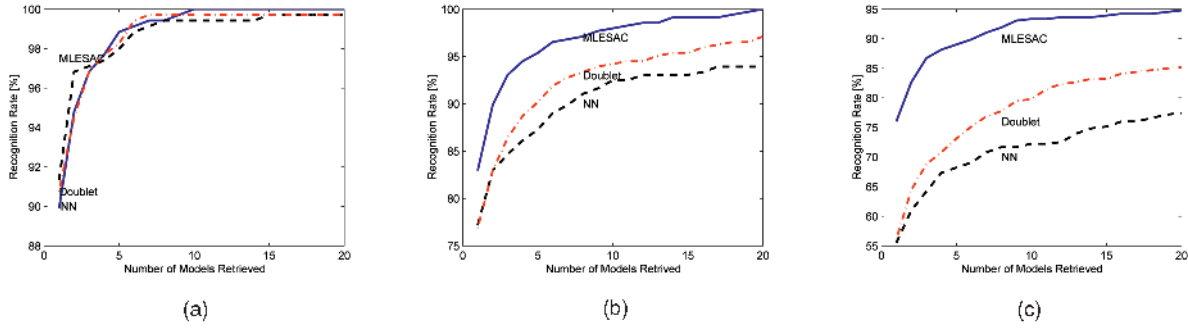 100
98
96
94
92
90
88
Recognition Rate [%]
MLESAC
Doublet
NN
0
5
10
15
20
Number of Models Retrieved
(a)
100
95
90
85
80
75
Recognition Rate [%]
MLESAC
Doublet
NN
0
5
10
15
20
Number of Models Retrieved
(b)
95
90
85
80
75
70
65
60
55
Recognition Rate [%]
MLESAC
Doublet
NN
0
5
10
15
20
Number of Models Retrieved
(c)